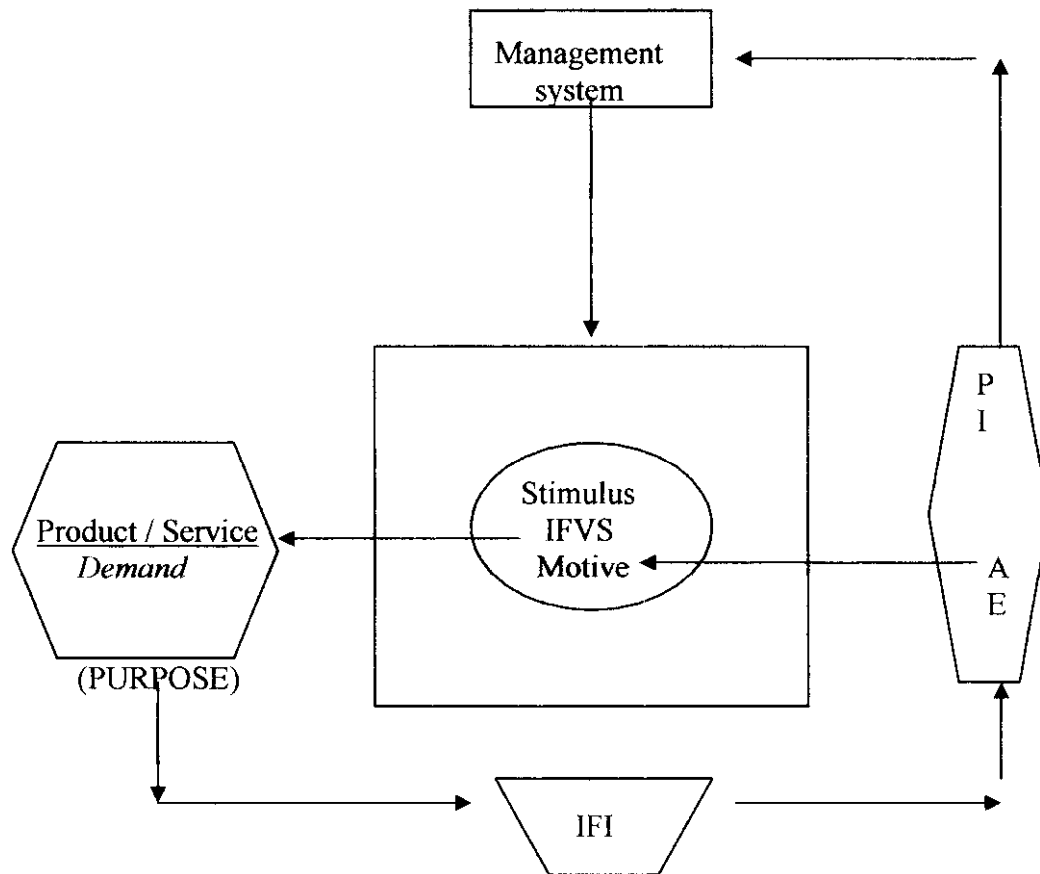 Management
system
P
I
Stimulus
IFVS
Motive
Product / Service
Demand
(PURPOSE)
A
E
IFI